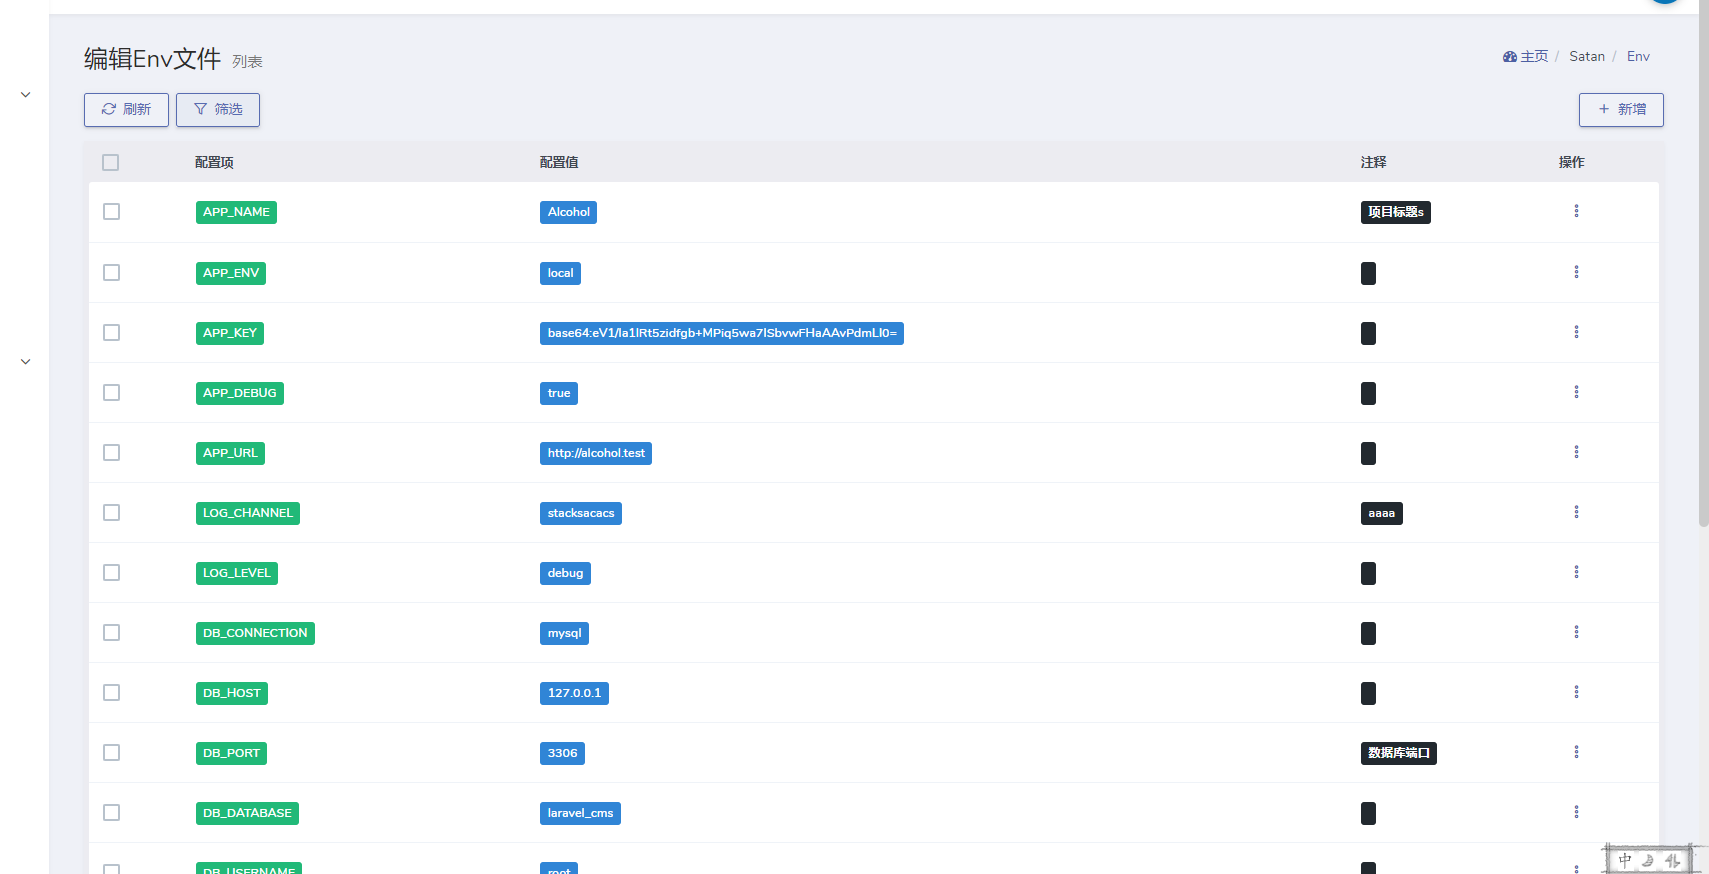 编辑Env文件 列表
主页 / Satan / Env
刷新 筛选 + 新增
配置项 配置值 注释 操作
APP_NAME Alcohol 项目标题s
APP_ENV local
APP_KEY base64:eV1/Ia1IRt5zidfgb+MPiq5wa7ISbvwFHaAAvPdmLI0=
APP_DEBUG true
APP_URL http://alcohol.test
LOG_CHANNEL stacksacacs aaaa
LOG_LEVEL debug
DB_CONNECTION mysql
DB_HOST 127.0.0.1
DB_PORT 3306 数据库端口
DB_DATABASE laravel_cms
DB_USERNAME root
中